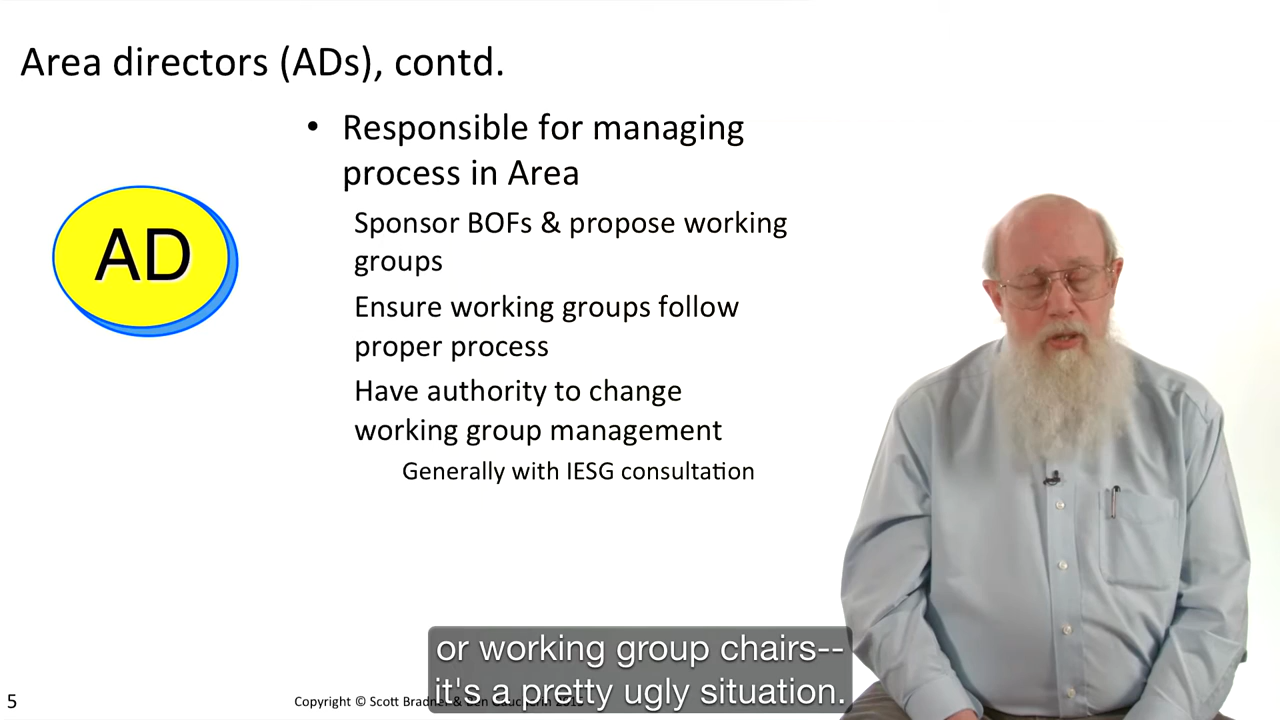 Area directors (ADs), contd.
• Responsible for managing
process in Area
AD
Sponsor BOFs & propose working
groups
Ensure working groups follow
proper process
Have authority to change
working group management
Generally with IESG consultation
or working group chairs--
it's a pretty ugly situation.
5
Copyright © Scott